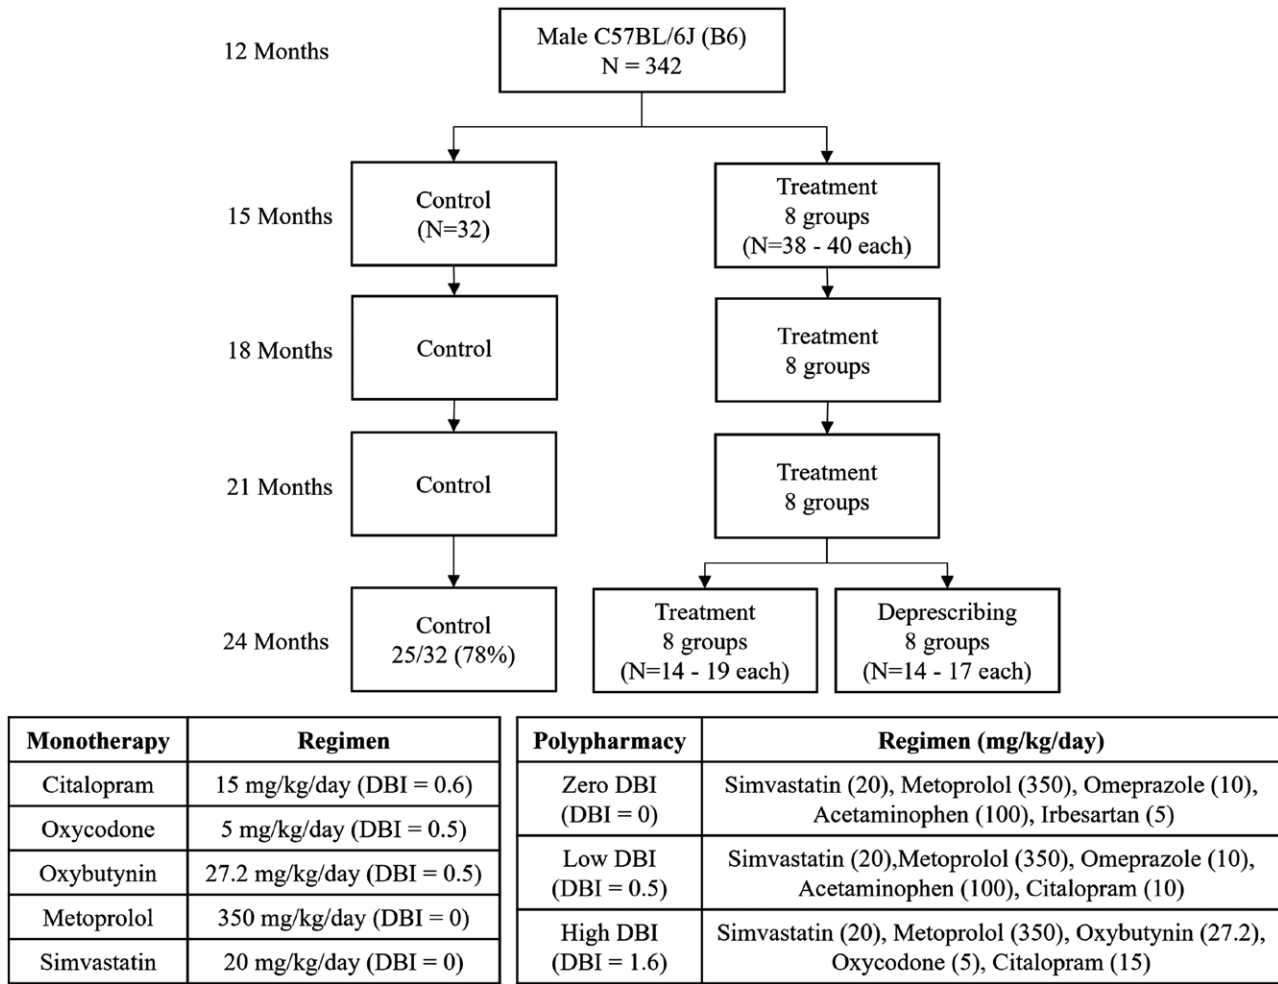 Male C57BL/6J (B6)
N = 342
12 Months
Control
(N=32)
Treatment
8 groups
(N=38 - 40 each)
15 Months
Control
Treatment
8 groups
18 Months
Control
Treatment
8 groups
21 Months
Control
25/32 (78%)
Treatment
8 groups
(N=14 - 19 each)
Deprescribing
8 groups
(N=14 - 17 each)
24 Months
Monotherapy Regimen
Citalopram 15 mg/kg/day (DBI = 0.6)
Oxycodone 5 mg/kg/day (DBI = 0.5)
Oxybutynin 27.2 mg/kg/day (DBI = 0.5)
Metoprolol 350 mg/kg/day (DBI = 0)
Simvastatin 20 mg/kg/day (DBI = 0)
Polypharmacy Regimen (mg/kg/day)
Zero DBI
(DBI = 0)
Simvastatin (20), Metoprolol (350), Omeprazole (10),
Acetaminophen (100), Irbesartan (5)
Low DBI
(DBI = 0.5)
Simvastatin (20),Metoprolol (350), Omeprazole (10),
Acetaminophen (100), Citalopram (10)
High DBI
(DBI = 1.6)
Simvastatin (20), Metoprolol (350), Oxybutynin (27.2),
Oxycodone (5), Citalopram (15)